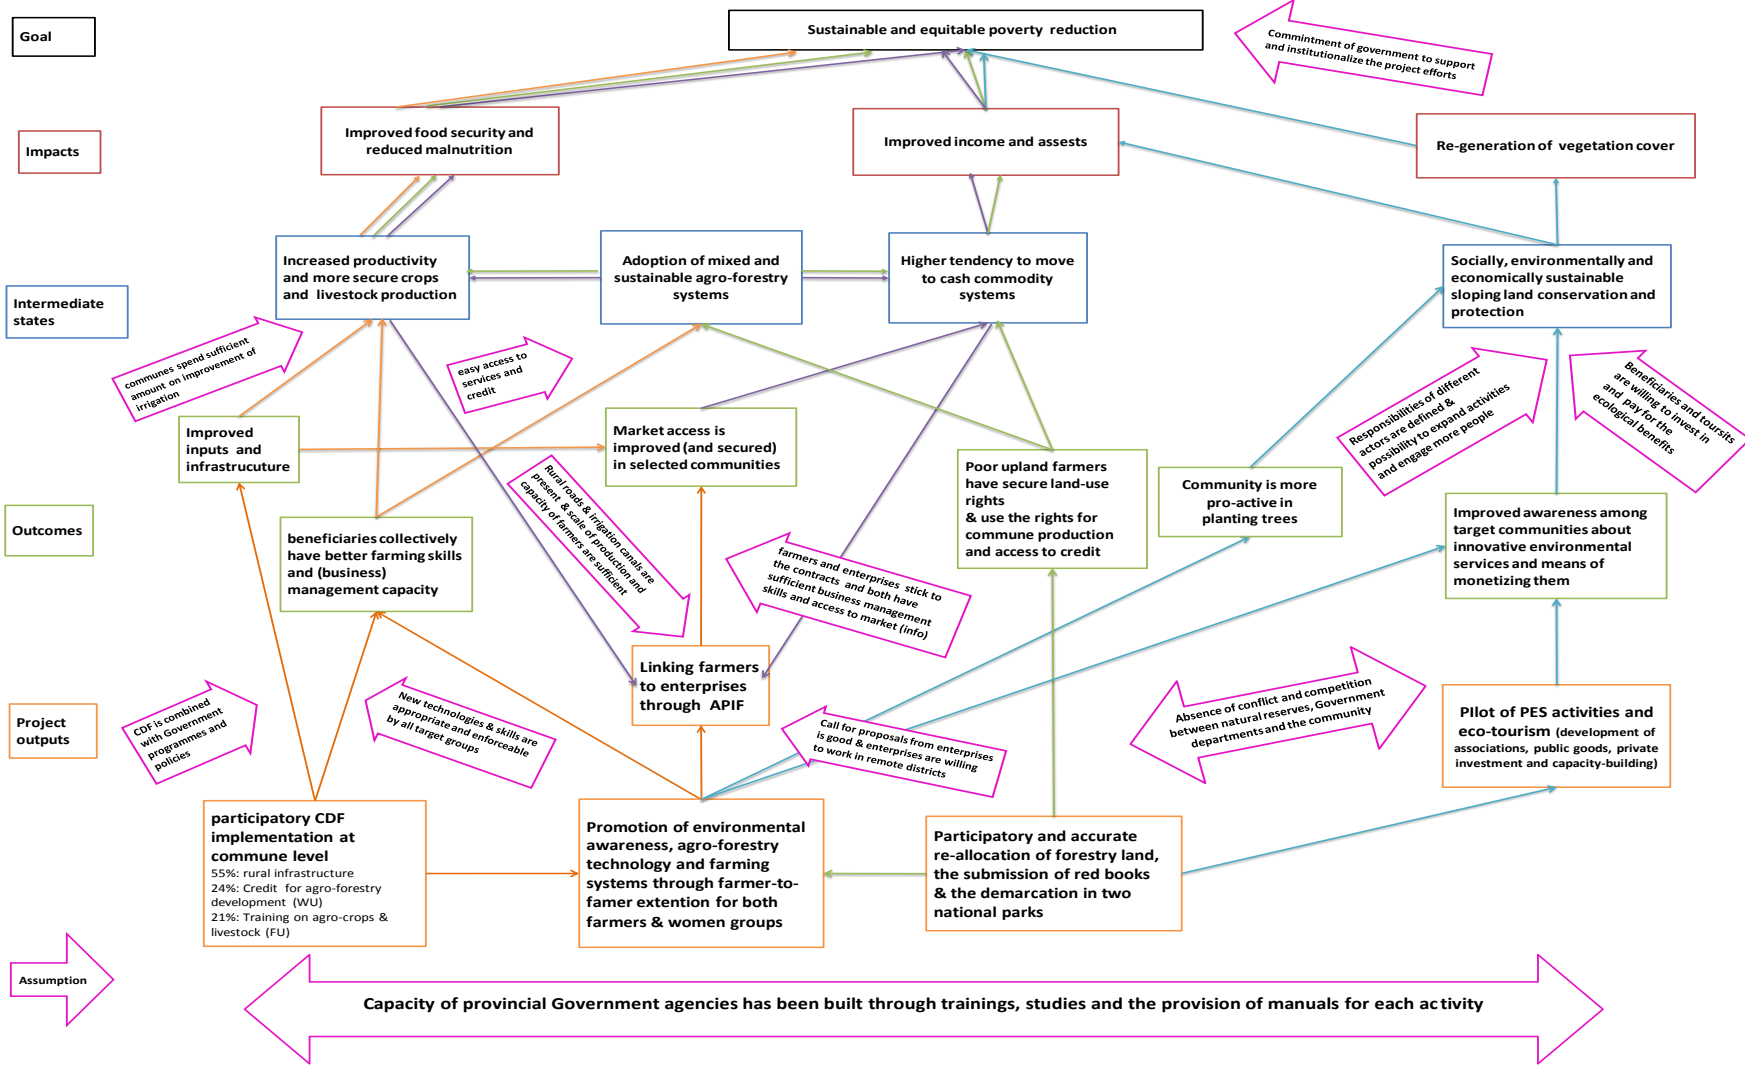 Goal
Sustainable and equitable poverty reduction
Commintment of government to support
and institutionalize the project efforts
Impacts
Improved food security and
reduced malnutrition
Improved income and assests
Re-generation of vegetation cover
Intermediate
states
Increased productivity
and more secure crops
and livestock production
Adoption of mixed and
sustainable agro-forestry
systems
Higher tendency to move
to cash commodity
systems
Socially, environmentally and
economically sustainable
sloping land conservation and
protection
communes spend sufficient
amount on improvement of
irrigation
easy access to
services and
credit
Responsibilities of different
actors are defined &
possibility to expand activities
and engage more people
Beneficiaries and toursits
are willing to invest in
and pay for the
ecological benefits
Outcomes
Improved
inputs and
infrastrucuture
Market access is
improved (and secured)
in selected communities
Poor upland farmers
have secure land-use
rights
& use the rights for
commune production
and access to credit
Community is more
pro-active in
planting trees
Improved awareness among
target communities about
innovative environmental
services and means of
monetizing them
beneficiaries collectively
have better farming skills
and (business)
management capacity
Rural roads & irrigation canals are
present & scale of production and
capacity of farmers are sufficient
farmers and enterprises stick to
the contracts and both have
sufficient business management
skills and access to market (info)
Project
outputs
Linking farmers
to enterprises
through APIF
CDF is combined
with Government
programmes and
policies
New technologies & skills are
appropriate and enforceable
by all target groups
Call for proposals from enterprises
is good & enterprises are willing
to work in remote districts
Absence of conflict and competition
between natural reserves, Government
departments and the community
PIlot of PES activities and
eco-tourism (development of
associations, public goods, private
investment and capacity-building)
participatory CDF
implementation at
commune level
55%: rural infrastructure
24%: Credit for agro-forestry
development (WU)
21%: Training on agro-crops &
livestock (FU)
Promotion of environmental
awareness, agro-forestry
technology and farming
systems through farmer-to-
famer extention for both
farmers & women groups
Participatory and accurate
re-allocation of forestry land,
the submission of red books
& the demarcation in two
national parks
Assumption
Capacity of provincial Government agencies has been built through trainings, studies and the provision of manuals for each activity